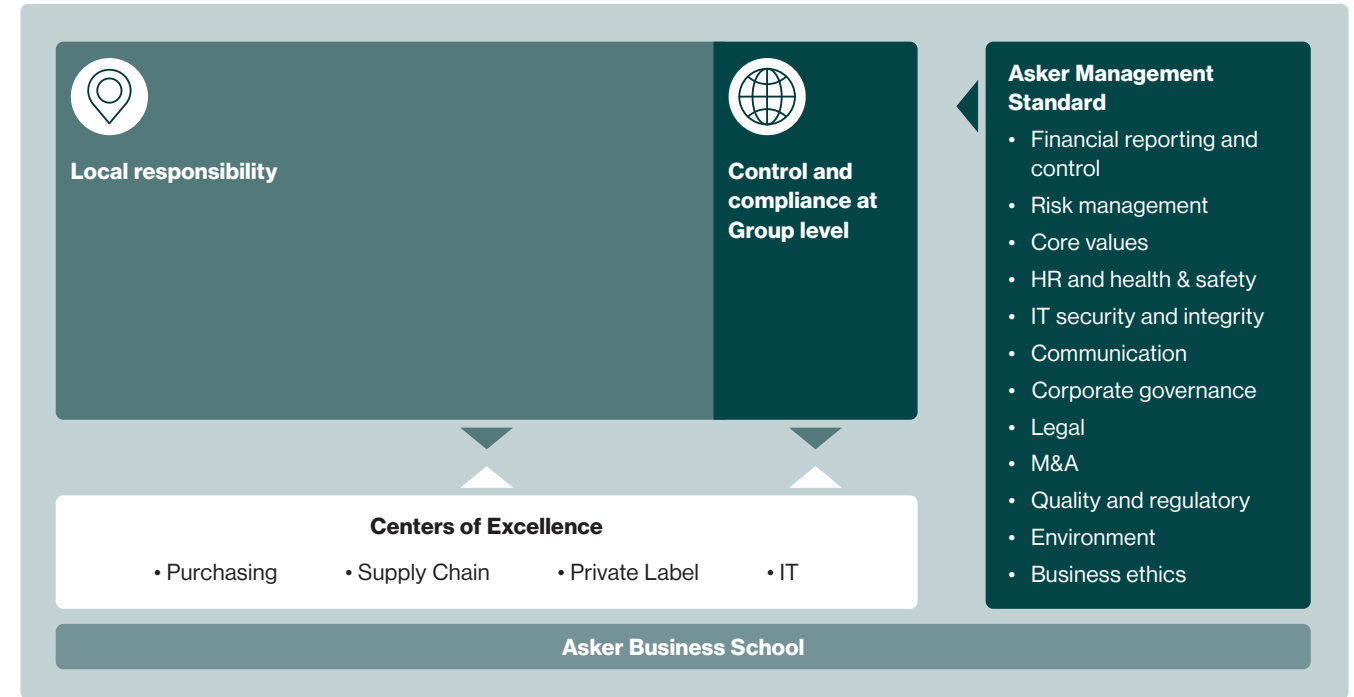 Local responsibility
Control and
compliance at
Group level
Asker Management
Standard
• Financial reporting and
control
• Risk management
• Core values
• HR and health & safety
• IT security and integrity
• Communication
• Corporate governance
• Legal
• M&A
• Quality and regulatory
• Environment
• Business ethics
Centers of Excellence
• Purchasing • Supply Chain • Private Label • IT
Asker Business School